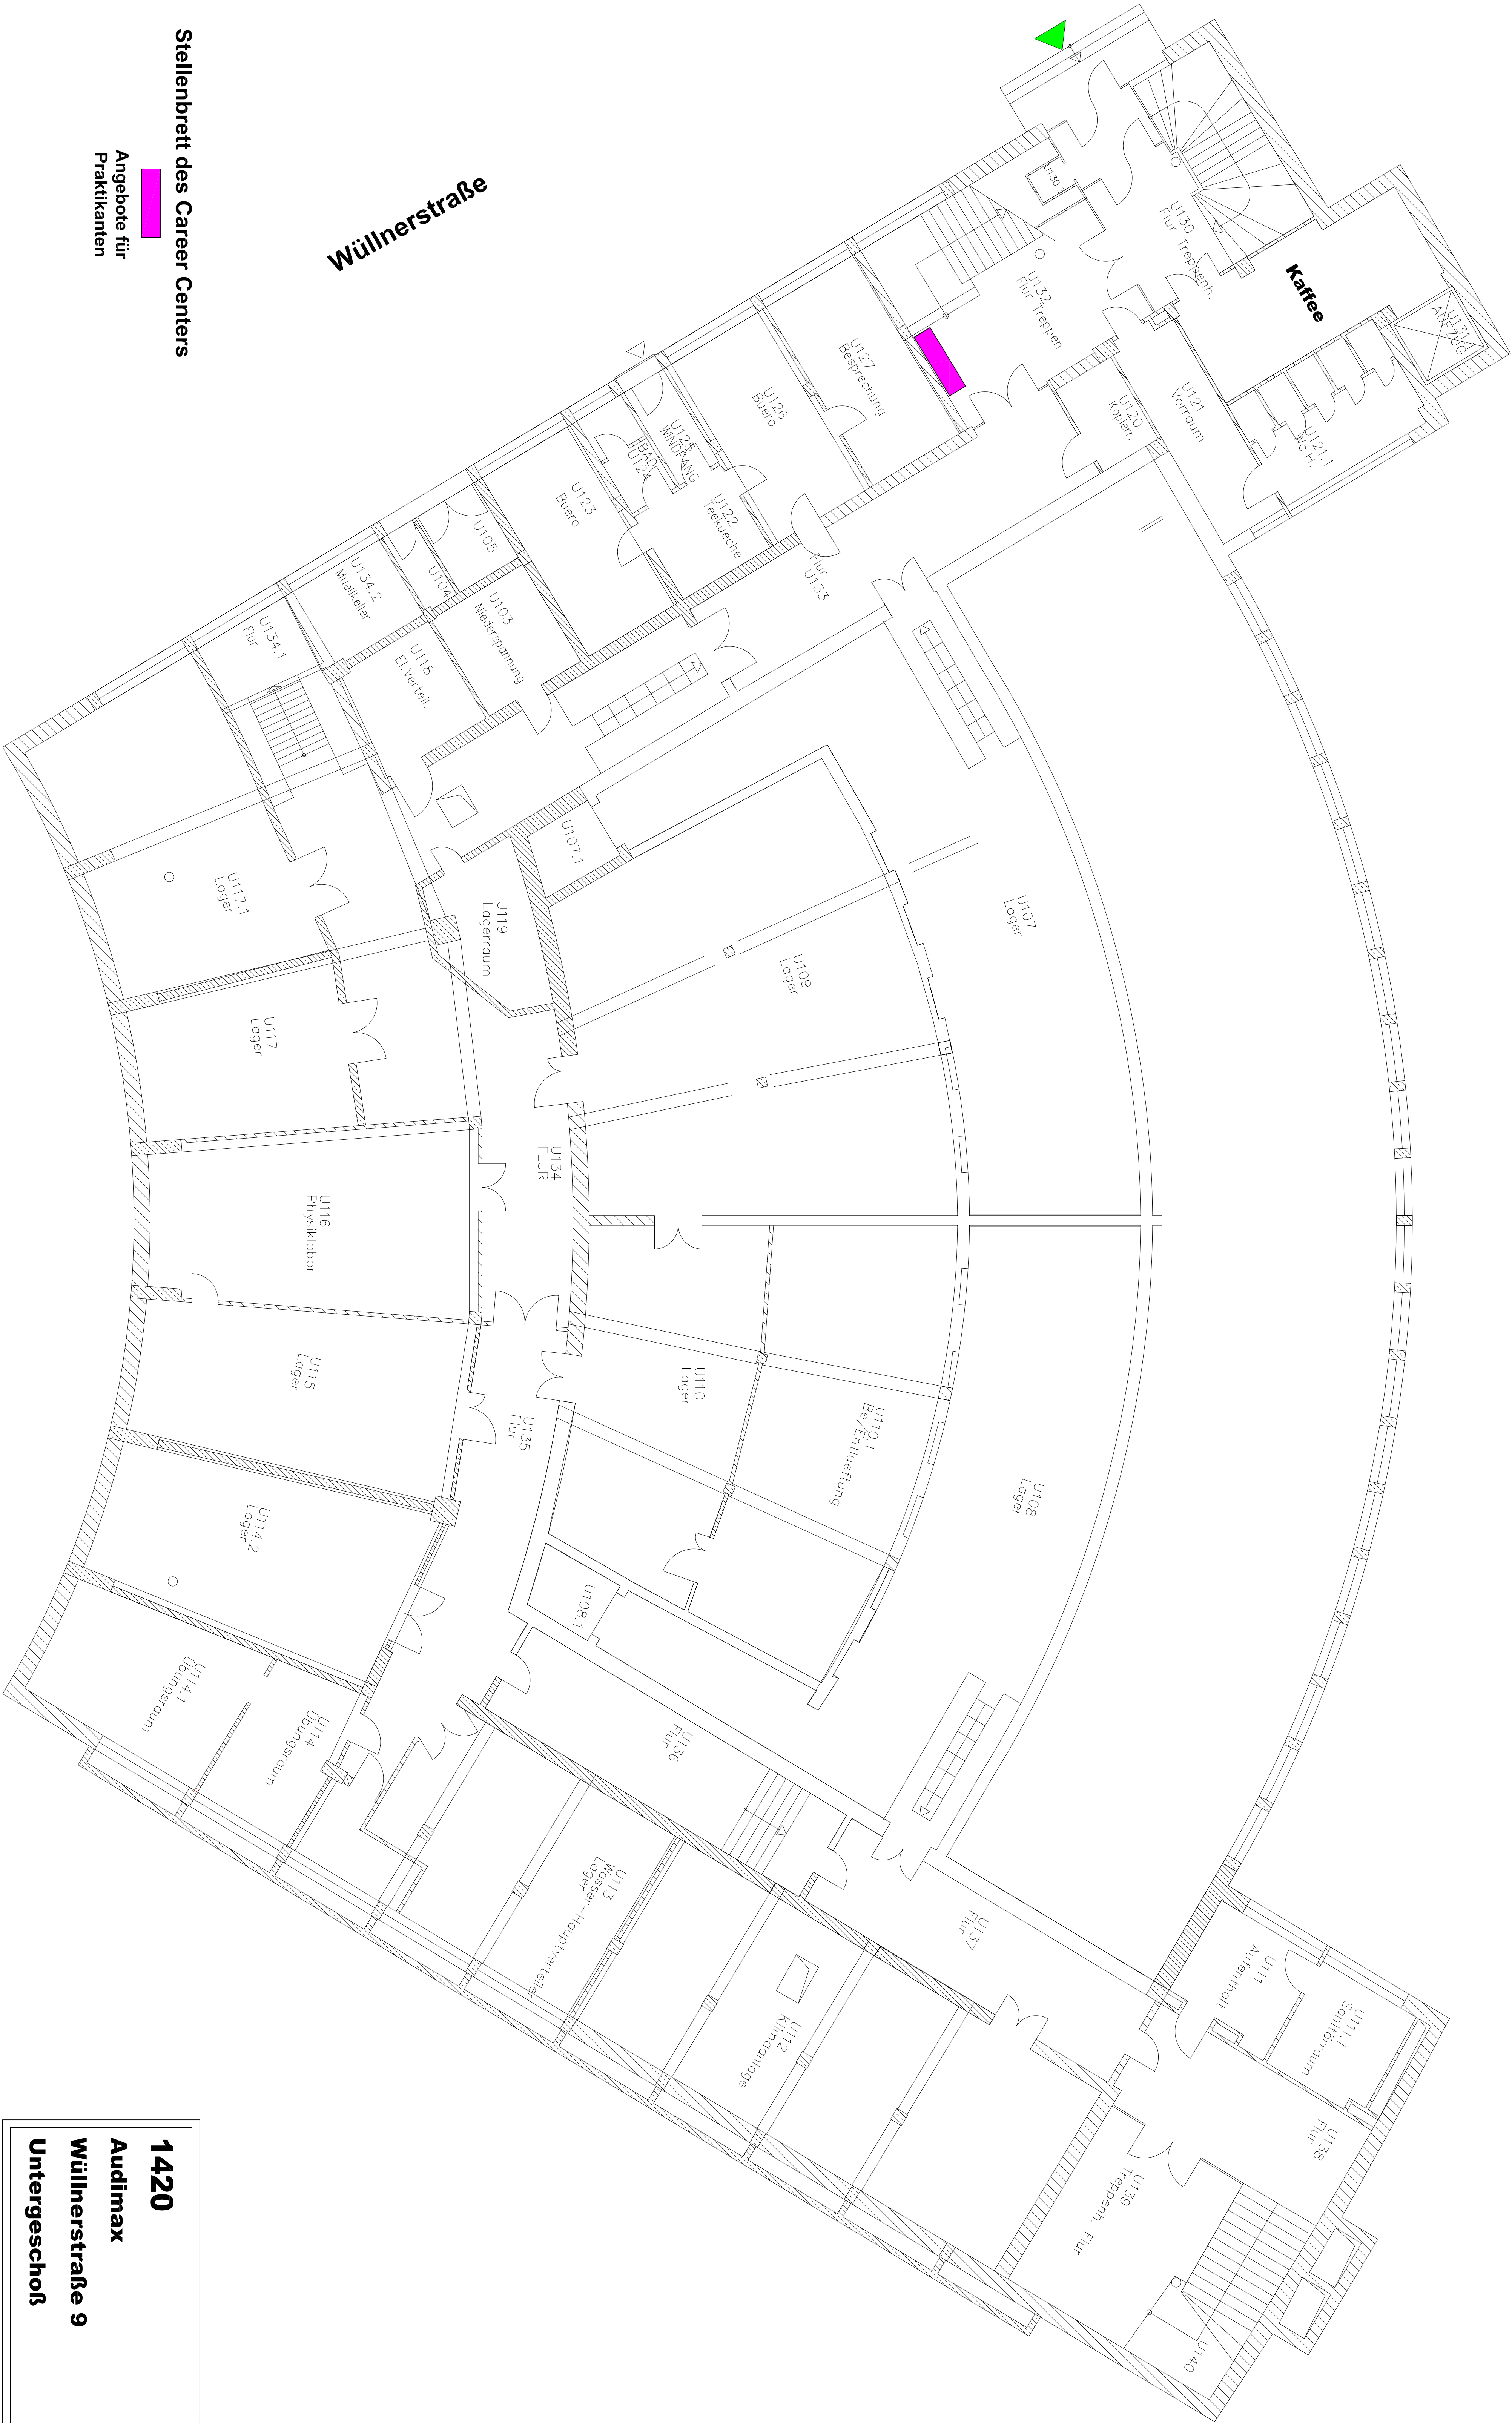 Stellenbrett des Career Centers
Angebote für
Praktikanten
Wüllnerstraße
Kaffee
U131
AUFZUG
U130
Flur Treppenh.
U130.1
U132
Flur Treppen
U121
Vorraum
U121.1
Wc.H.
U120
Kopierr.
U127
Besprechung
U126
Buero
U125
WINDFANG
BAD
U124
U122
Teekueche
U123
Buero
Flur
U133
U105
U104
U103
Niederspannung
U134.2
Muellkeller
U118
El.Verteil.
U134.1
Flur
U107.1
U107
Lager
U119
Lagerraum
U109
Lager
U117.1
Lager
U117
Lager
U134
FLUR
U116
Physiklabor
U115
Lager
U135
Flur
U110
Lager
U110.1
Be/Entlueftung
U108
Lager
U108.1
U114.2
Lager
U114.1
Übungsraum
U114
Übungsraum
U136
Flur
U113
Wasser-Hauptverteiler
Lager
U137
Flur
U112
Klimaanlage
U111
Aufenthalt
U111.1
Sanitärraum
U138
Flur
U139
Treppenh. Flur
U140
1420
Audimax
Wüllnerstraße 9
Untergeschoß